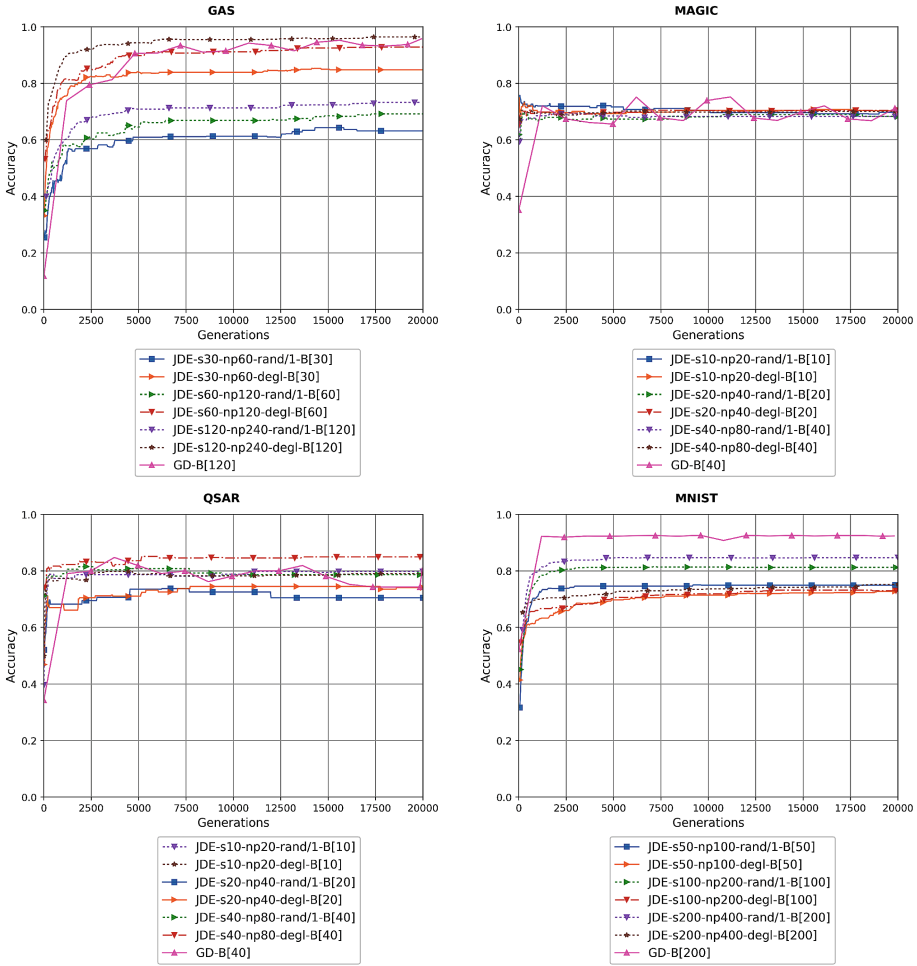 GAS
1.0
0.8
0.6
0.4
0.2
0.0
Accuracy
0 2500 5000 7500 10000 12500 15000 17500 20000
Generations
JDE-s30-np60-rand/1-B[30]
JDE-s30-np60-degl-B[30]
JDE-s60-np120-rand/1-B[60]
JDE-s60-np120-degl-B[60]
JDE-s120-np240-rand/1-B[120]
JDE-s120-np240-degl-B[120]
GD-B[120]
MAGIC
1.0
0.8
0.6
0.4
0.2
0.0
Accuracy
0 2500 5000 7500 10000 12500 15000 17500 20000
Generations
JDE-s10-np20-rand/1-B[10]
JDE-s10-np20-degl-B[10]
JDE-s20-np40-rand/1-B[20]
JDE-s20-np40-degl-B[20]
JDE-s40-np80-rand/1-B[40]
JDE-s40-np80-degl-B[40]
GD-B[40]
QSAR
1.0
0.8
0.6
0.4
0.2
0.0
Accuracy
0 2500 5000 7500 10000 12500 15000 17500 20000
Generations
JDE-s10-np20-rand/1-B[10]
JDE-s10-np20-degl-B[10]
JDE-s20-np40-rand/1-B[20]
JDE-s20-np40-degl-B[20]
JDE-s40-np80-rand/1-B[40]
JDE-s40-np80-degl-B[40]
GD-B[40]
MNIST
1.0
0.8
0.6
0.4
0.2
0.0
Accuracy
0 2500 5000 7500 10000 12500 15000 17500 20000
Generations
JDE-s50-np100-rand/1-B[50]
JDE-s50-np100-degl-B[50]
JDE-s100-np200-rand/1-B[100]
JDE-s100-np200-degl-B[100]
JDE-s200-np400-rand/1-B[200]
JDE-s200-np400-degl-B[200]
GD-B[200]